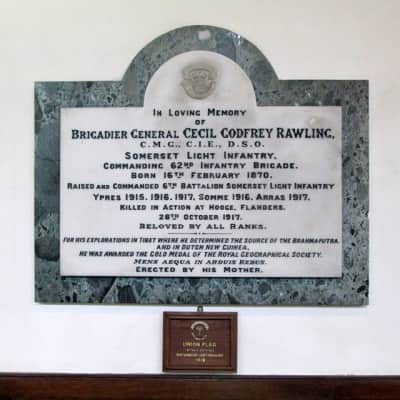 In Loving Memory
of
Brigadier General CECIL GODFREY RAWLING,
C.M.G., C.I.E., D.S.O.
Somerset Light Infantry,
Commanding 62nd Infantry Brigade.
Born 16th February 1870.
Raised and Commanded 6th Battalion Somerset Light Infantry
Ypres 1915, 1916, 1917, Somme 1916, Arras 1917.
Killed in Action at Hooge, Flanders.
28th October 1917.
Beloved by all Ranks.
For his explorations in Tibet where he determined the source of the Brahmaputra,
and in Dutch New Guinea,
He was awarded the Gold Medal of the Royal Geographical Society.
Mens Aequa in Arduis Rebus.
Erected by his Mother.
UNION FLAG